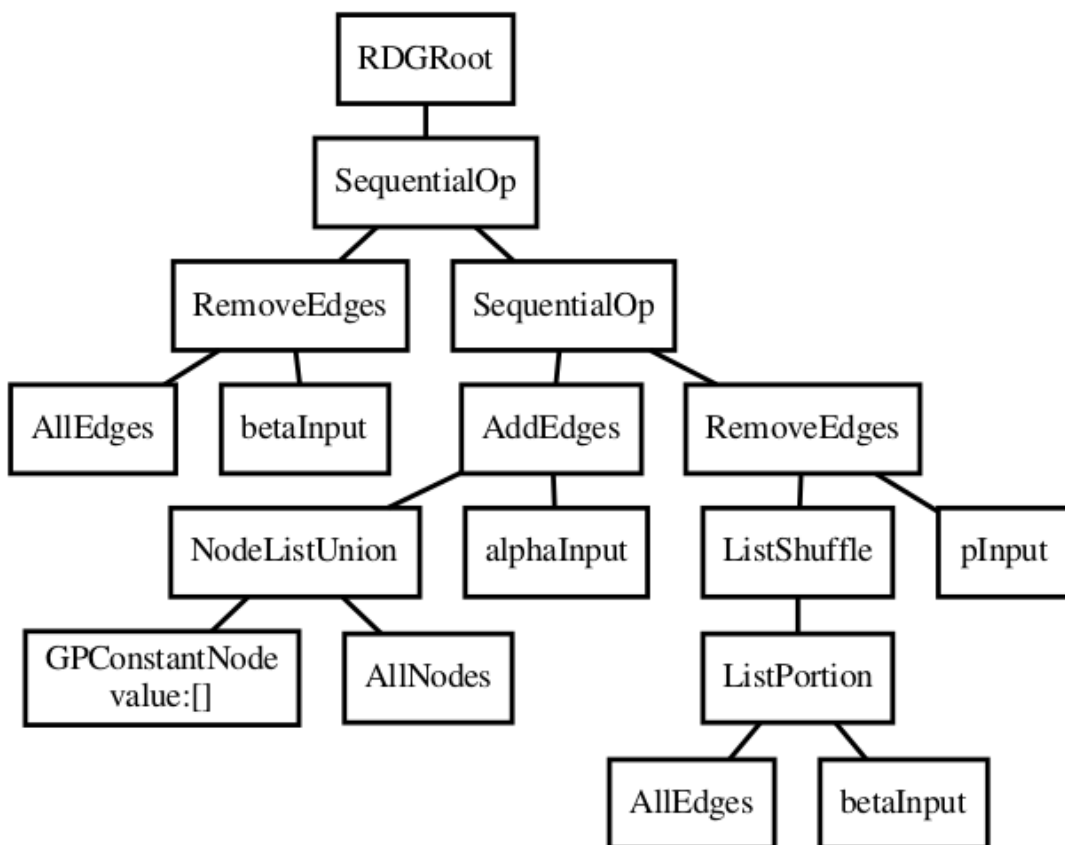 RDGRoot
SequentialOp
RemoveEdges
SequentialOp
AllEdges
betaInput
AddEdges
RemoveEdges
NodeListUnion
alphaInput
ListShuffle
pInput
GPConstantNode
value:[]
AllNodes
ListPortion
AllEdges
betaInput